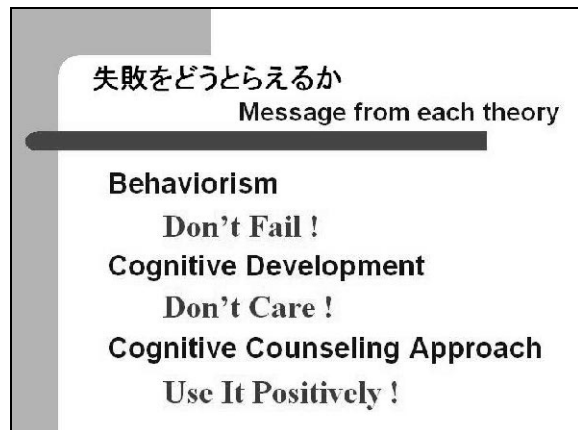 失敗をどうとらえるか
Message from each theory
Behaviorism
Don't Fail !
Cognitive Development
Don't Care !
Cognitive Counseling Approach
Use It Positively !